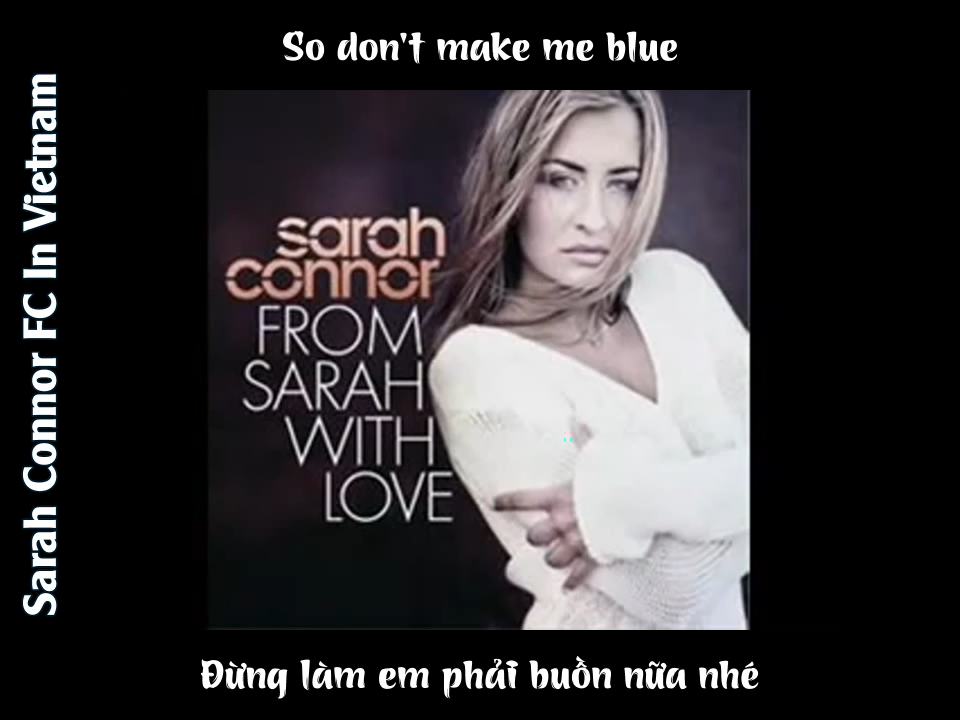 So don't make me blue
Sarah Connor FC In Vietnam
sarah
connor
FROM
SARAH
WITH
LOVE
Đừng làm em phải buồn nữa nhé